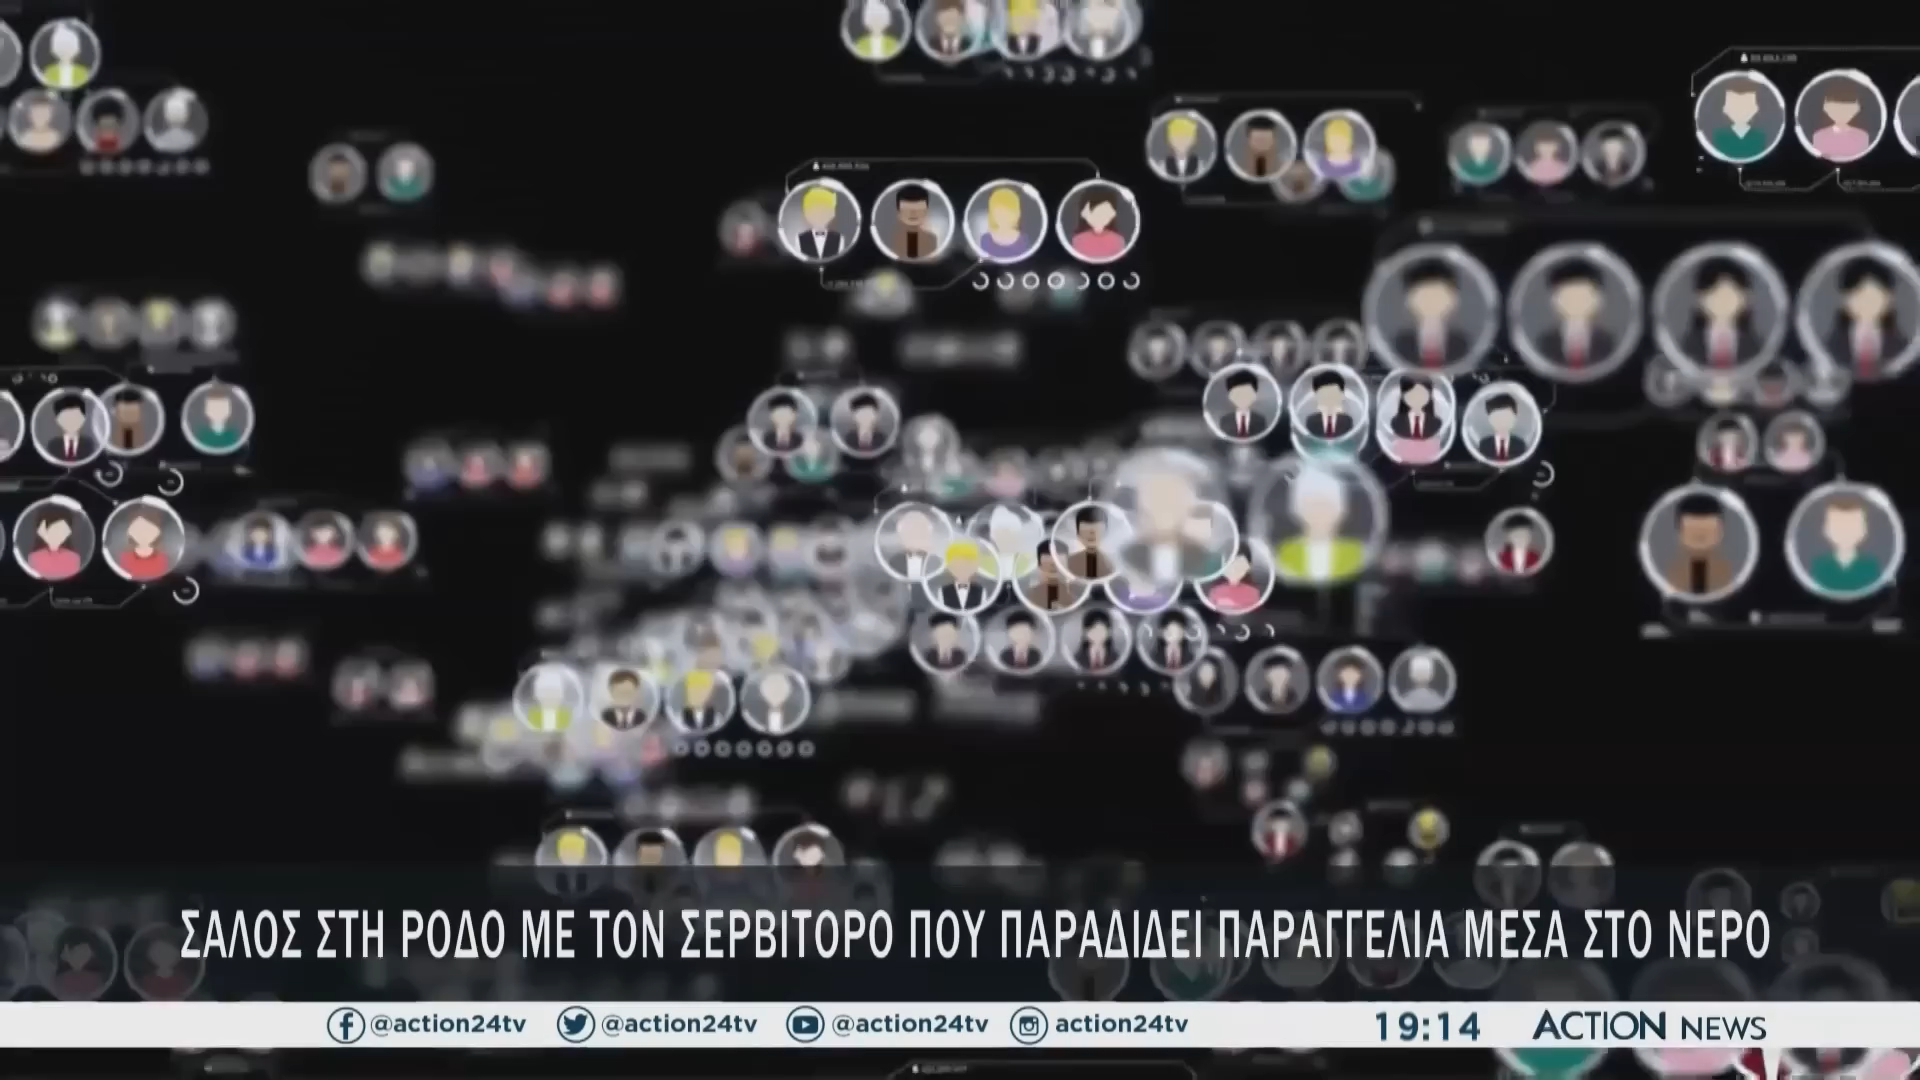 ΣΑΛΟΣ ΣΤΗ ΡΟΔΟ ΜΕ ΤΟΝ ΣΕΡΒΙΤΟΡΟ ΠΟΥ ΠΑΡΑΔΙΔΕΙ ΠΑΡΑΓΓΕΛΙΑ ΜΕΣΑ ΣΤΟ ΝΕΡΟ
@action24tv @action24tv @action24tv action24tv 19:14 ACTION NEWS